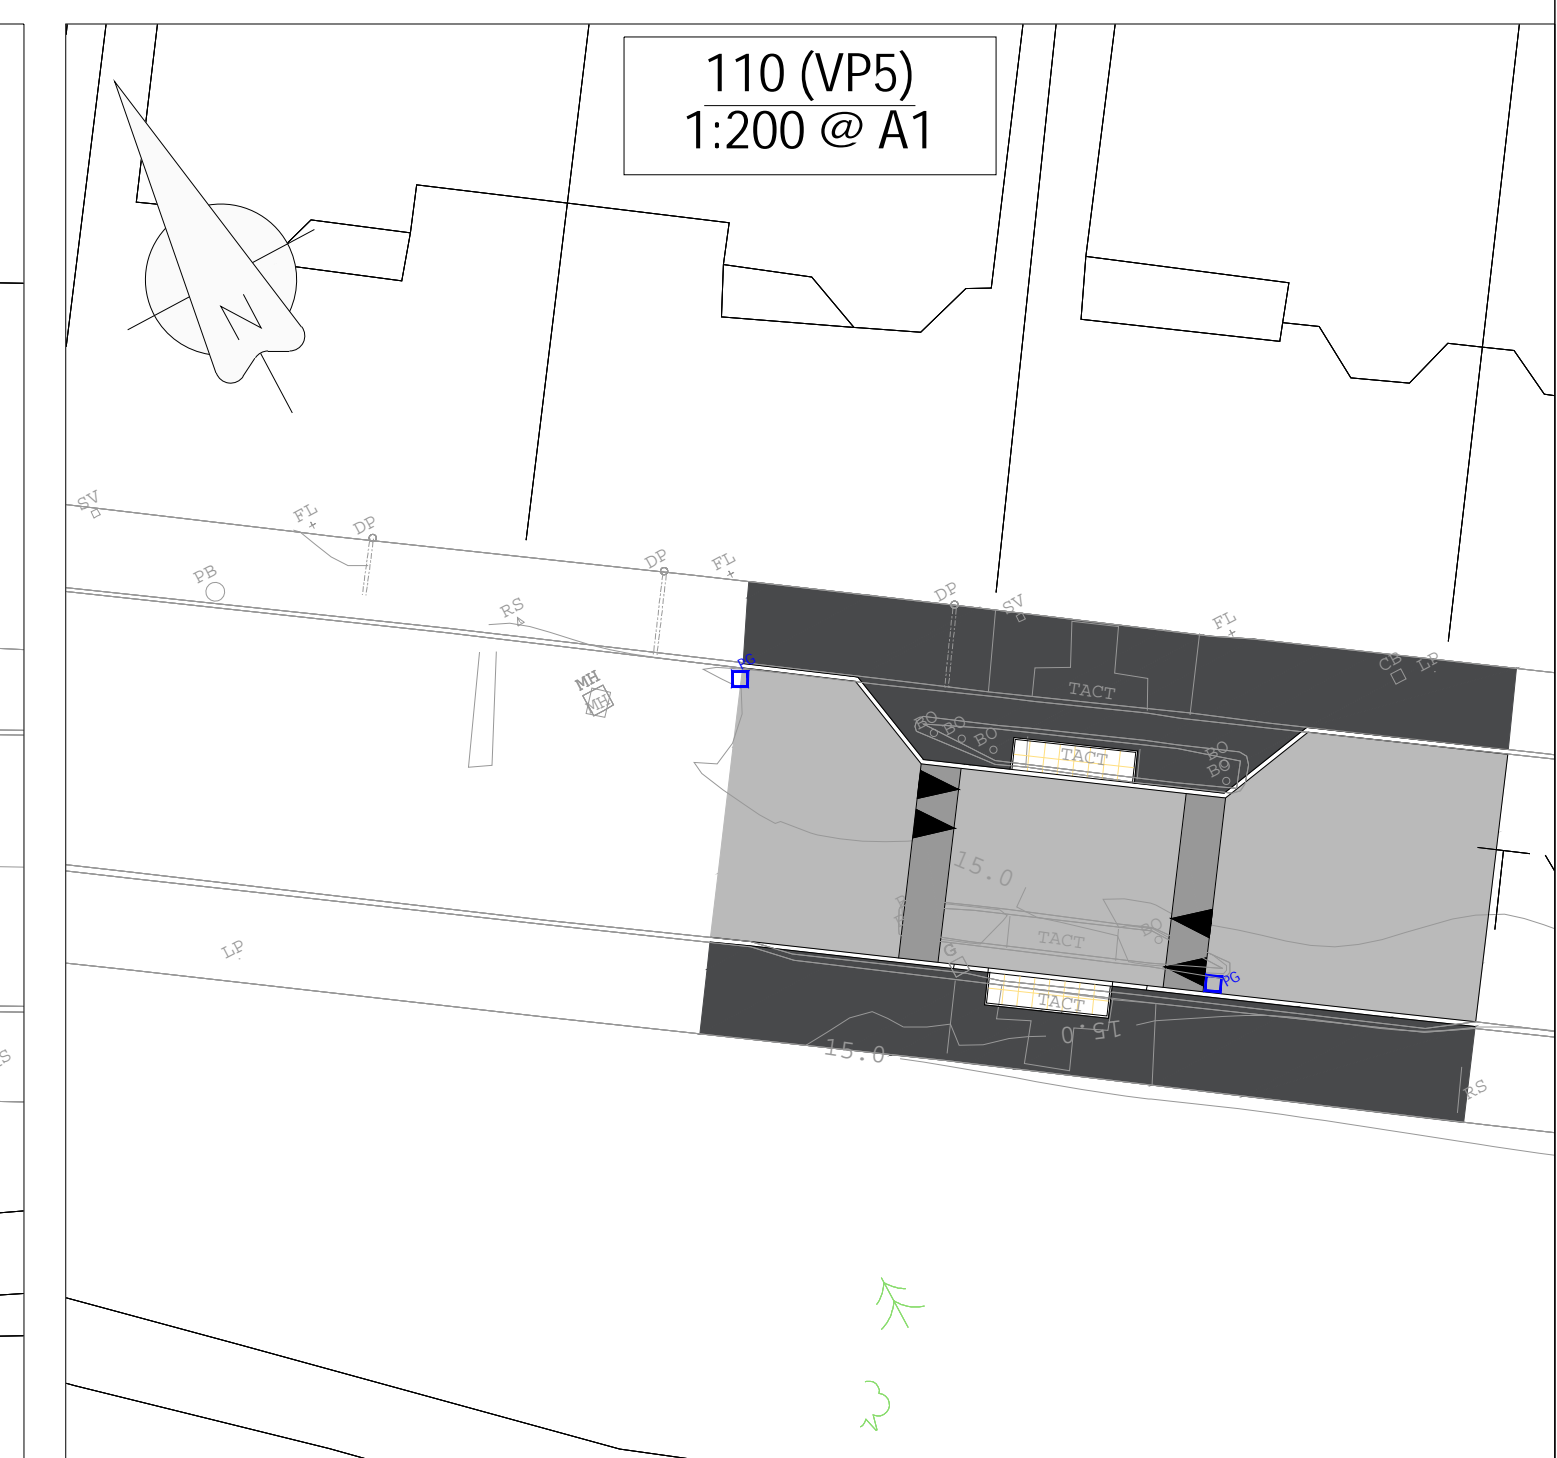 110 (VP5)
1:200 @ A1
N
SV
FL
DP
PB
RS
DP
FL
MH
MH
PG
DP
SV
FL
CB
LP
TACT
BO
BO
BO
TACT
BO
BO
15.0
BO
TACT
G
LP
PG
TACT
15.0
15.0
RS